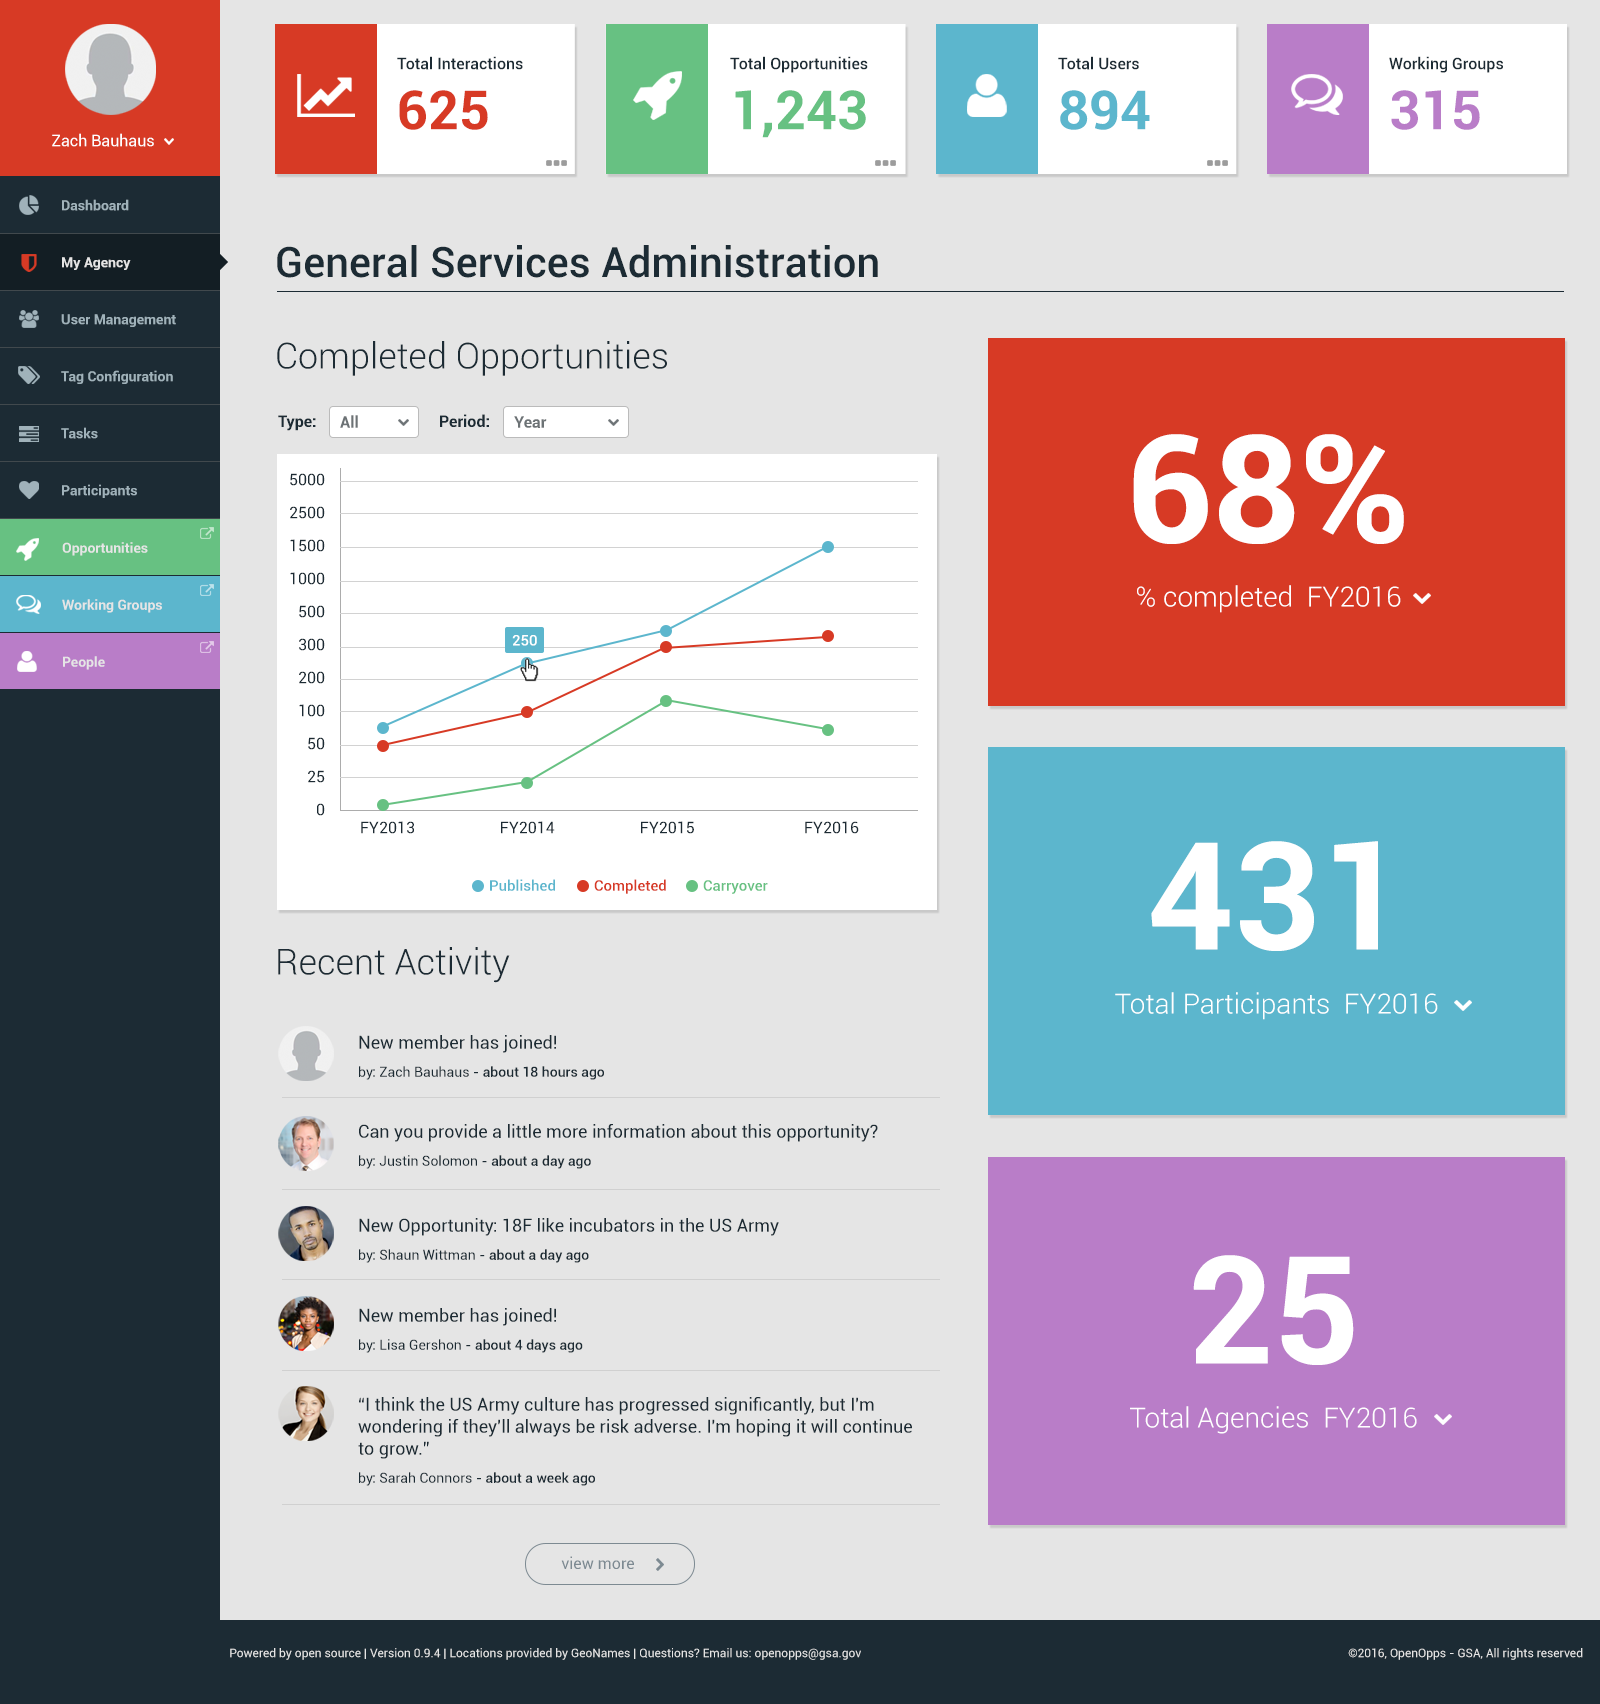 Zach Bauhaus
Dashboard
My Agency
User Management
Tag Configuration
Tasks
Participants
Opportunities
Working Groups
People
Total Interactions
625
Total Opportunities
1,243
Total Users
894
Working Groups
315
General Services Administration
Completed Opportunities
Type: All Period: Year
5000
2500
1500
1000
500
300
200
100
50
25
0
250
FY2013 FY2014 FY2015 FY2016
Published Completed Carryover
68%
% completed FY2016
431
Total Participants FY2016
25
Total Agencies FY2016
Recent Activity
New member has joined!
by: Zach Bauhaus - about 18 hours ago
Can you provide a little more information about this opportunity?
by: Justin Solomon - about a day ago
New Opportunity: 18F like incubators in the US Army
by: Shaun Wittman - about a day ago
New member has joined!
by: Lisa Gershon - about 4 days ago
“I think the US Army culture has progressed significantly, but I'm
wondering if they'll always be risk adverse. I'm hoping it will continue
to grow.”
by: Sarah Connors - about a week ago
view more
Powered by open source | Version 0.9.4 | Locations provided by GeoNames | Questions? Email us: openopps@gsa.gov
©2016, OpenOpps - GSA, All rights reserved